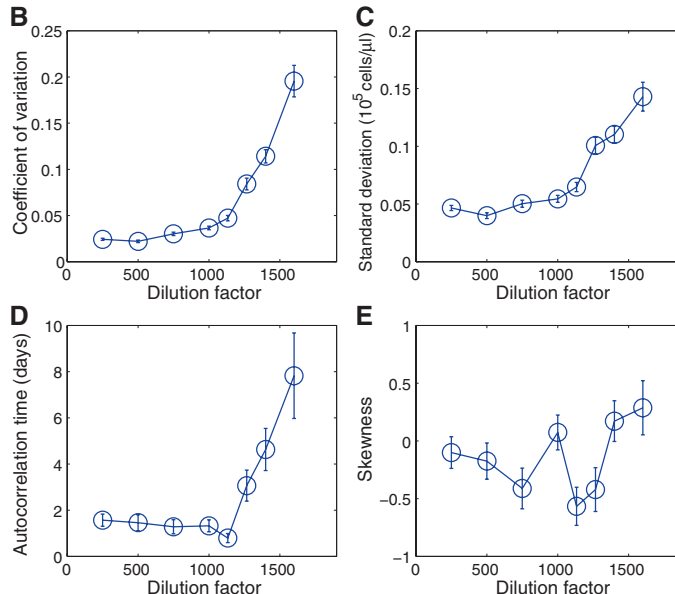 B
Coefficient of variation
0.25
0.2
0.15
0.1
0.05
0
0 500 1000 1500
Dilution factor
C
Standard deviation (10⁵ cells/µl)
0.2
0.15
0.1
0.05
0
0 500 1000 1500
Dilution factor
D
Autocorrelation time (days)
10
8
6
4
2
0
0 500 1000 1500
Dilution factor
E
Skewness
1
0.5
0
−0.5
−1
0 500 1000 1500
Dilution factor